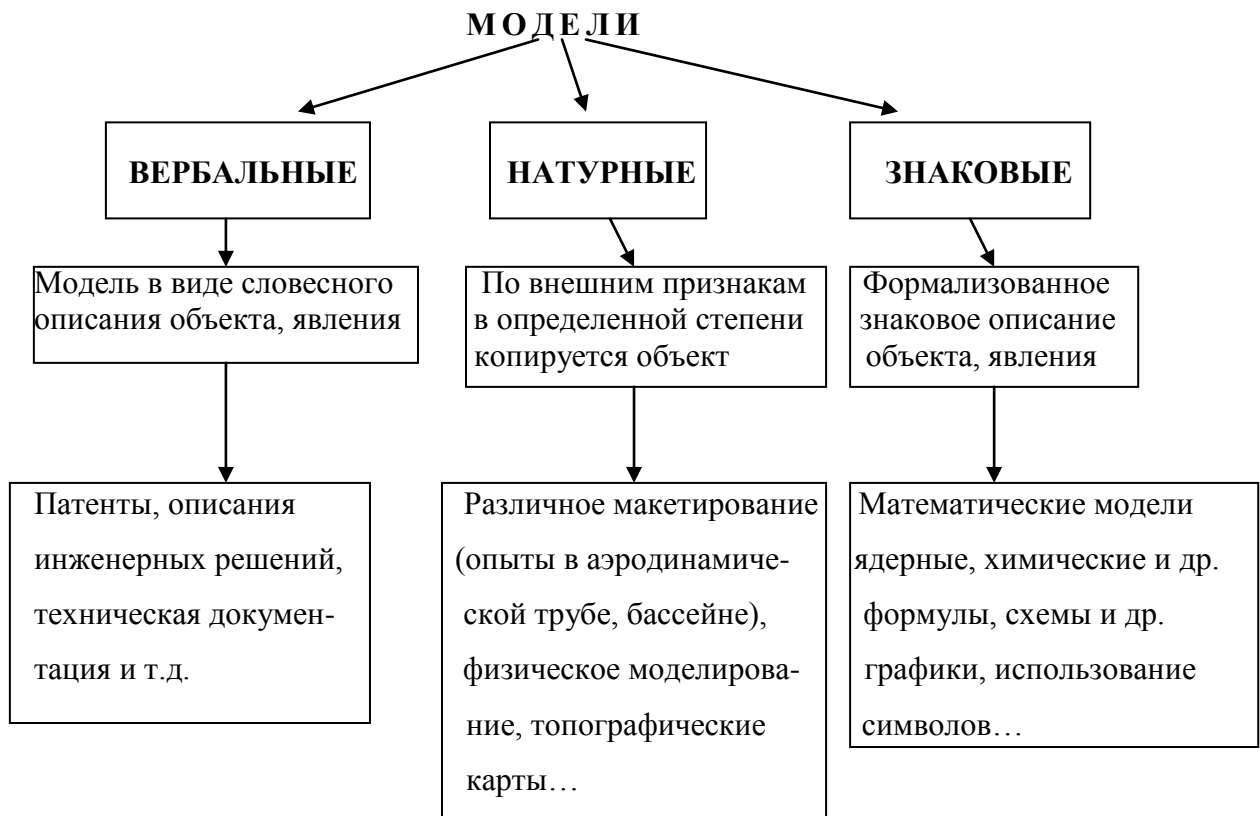 МОДЕЛИ
ВЕРБАЛЬНЫЕ
НАТУРНЫЕ
ЗНАКОВЫЕ
Модель в виде словесного
описания объекта, явления
По внешним признакам
в определенной степени
копируется объект
Формализованное
знаковое описание
объекта, явления
Патенты, описания
инженерных решений,
техническая докумен-
тация и т.д.
Различное макетирование
(опыты в аэродинамиче-
ской трубе, бассейне),
физическое моделирова-
ние, топографические
карты…
Математические модели
ядерные, химические и др.
формулы, схемы и др.
графики, использование
символов…